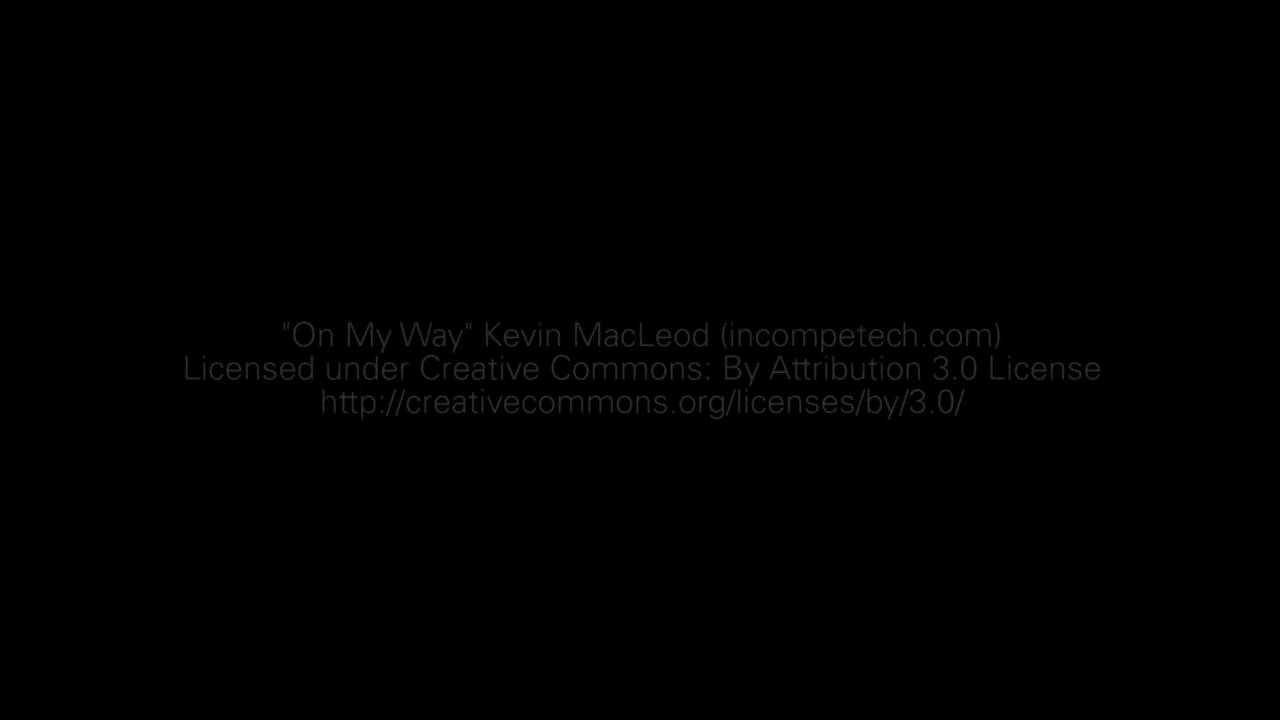 "On My Way" Kevin MacLeod (incompetech.com)
Licensed under Creative Commons: By Attribution 3.0 License
http://creativecommons.org/licenses/by/3.0/